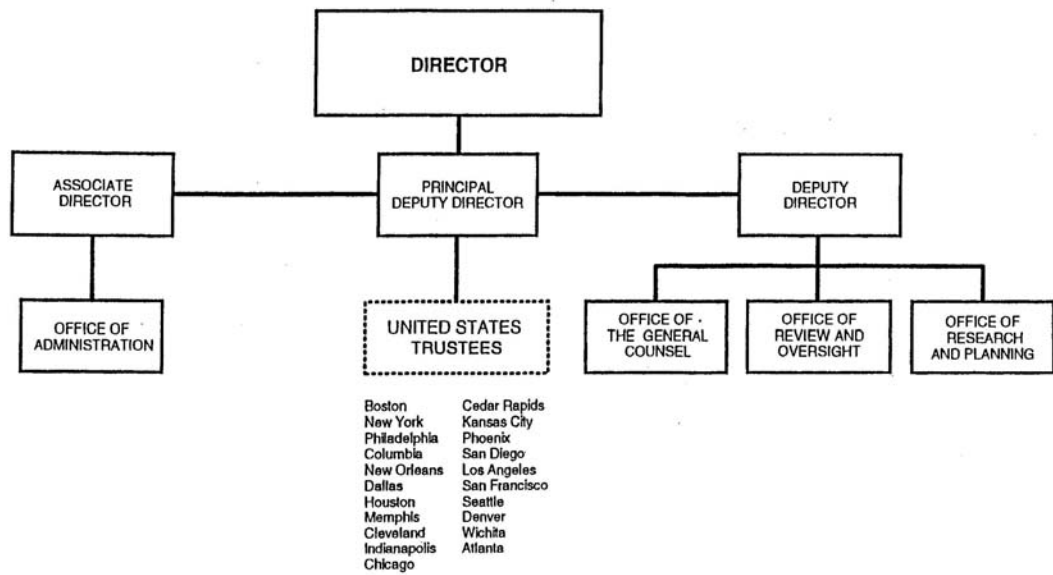 DIRECTOR
ASSOCIATE
DIRECTOR
PRINCIPAL
DEPUTY DIRECTOR
DEPUTY
DIRECTOR
OFFICE OF
ADMINISTRATION
UNITED STATES
TRUSTEES
OFFICE OF
THE GENERAL
COUNSEL
OFFICE OF
REVIEW AND
OVERSIGHT
OFFICE OF
RESEARCH
AND PLANNING
Boston
New York
Philadelphia
Columbia
New Orleans
Dallas
Houston
Memphis
Cleveland
Indianapolis
Chicago
Cedar Rapids
Kansas City
Phoenix
San Diego
Los Angeles
San Francisco
Seattle
Denver
Wichita
Atlanta